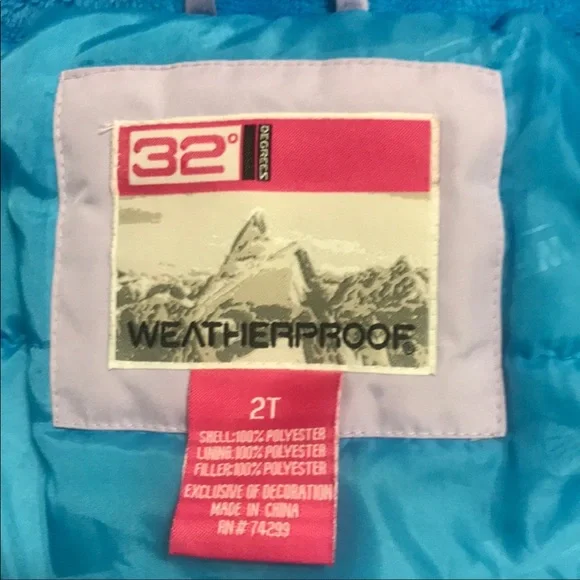 32°
DEGREES
WEATHERPROOF®
2T
SHELL:100% POLYESTER
LINING:100% POLYESTER
FILLER:100% POLYESTER
EXCLUSIVE OF DECORATION
MADE IN CHINA
RN# 74299